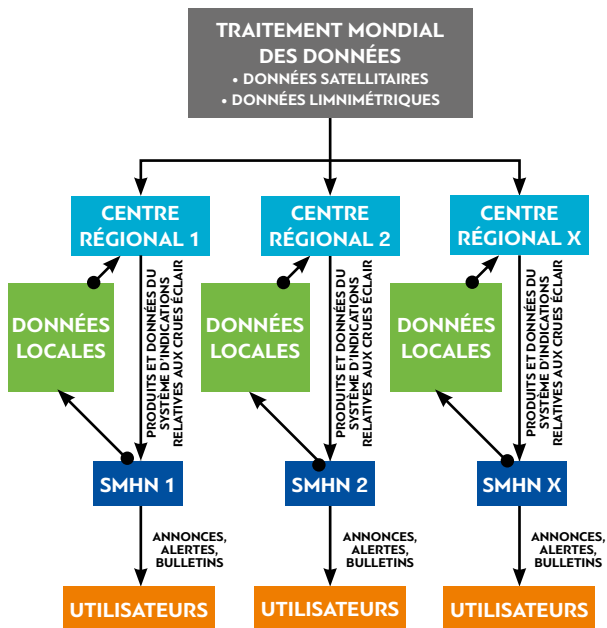 TRAITEMENT MONDIAL
DES DONNÉES
• DONNÉES SATELLITAIRES
• DONNÉES LIMNIMÉTRIQUES
CENTRE
RÉGIONAL 1
CENTRE
RÉGIONAL 2
CENTRE
RÉGIONAL X
DONNÉES
LOCALES
PRODUITS ET DONNÉES DU
SYSTÈME D'INDICATIONS
RELATIVES AUX CRUES ÉCLAIR
DONNÉES
LOCALES
PRODUITS ET DONNÉES DU
SYSTÈME D'INDICATIONS
RELATIVES AUX CRUES ÉCLAIR
DONNÉES
LOCALES
PRODUITS ET DONNÉES DU
SYSTÈME D'INDICATIONS
RELATIVES AUX CRUES ÉCLAIR
SMHN 1
SMHN 2
SMHN X
ANNONCES,
ALERTES,
BULLETINS
ANNONCES,
ALERTES,
BULLETINS
ANNONCES,
ALERTES,
BULLETINS
UTILISATEURS
UTILISATEURS
UTILISATEURS